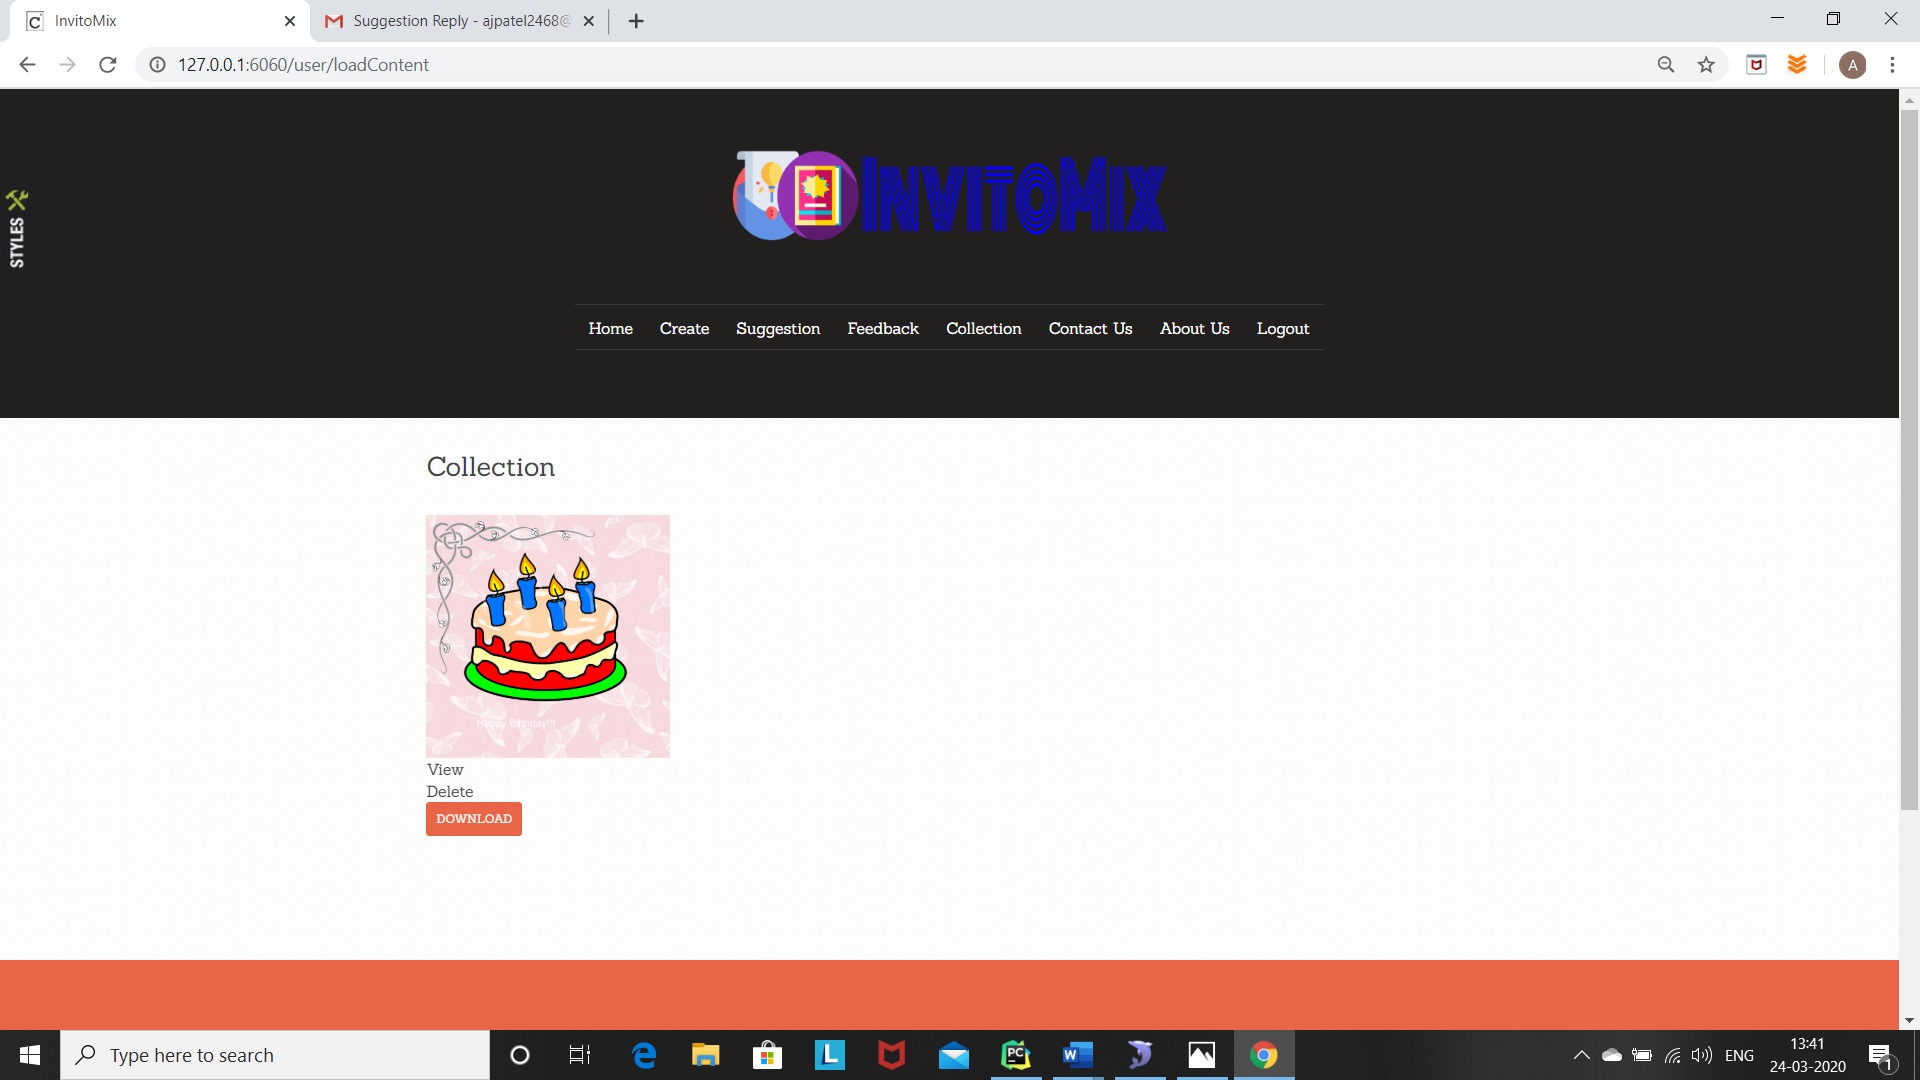 InvitoMix
Suggestion Reply - ajpatel2468@
127.0.0.1:6060/user/loadContent
A
STYLES
InvitoMix
Home Create Suggestion Feedback Collection Contact Us About Us Logout
Collection
Happy Birthday!!!
View
Delete
DOWNLOAD
Type here to search
L
PC
W
ENG
13:41
24-03-2020
1